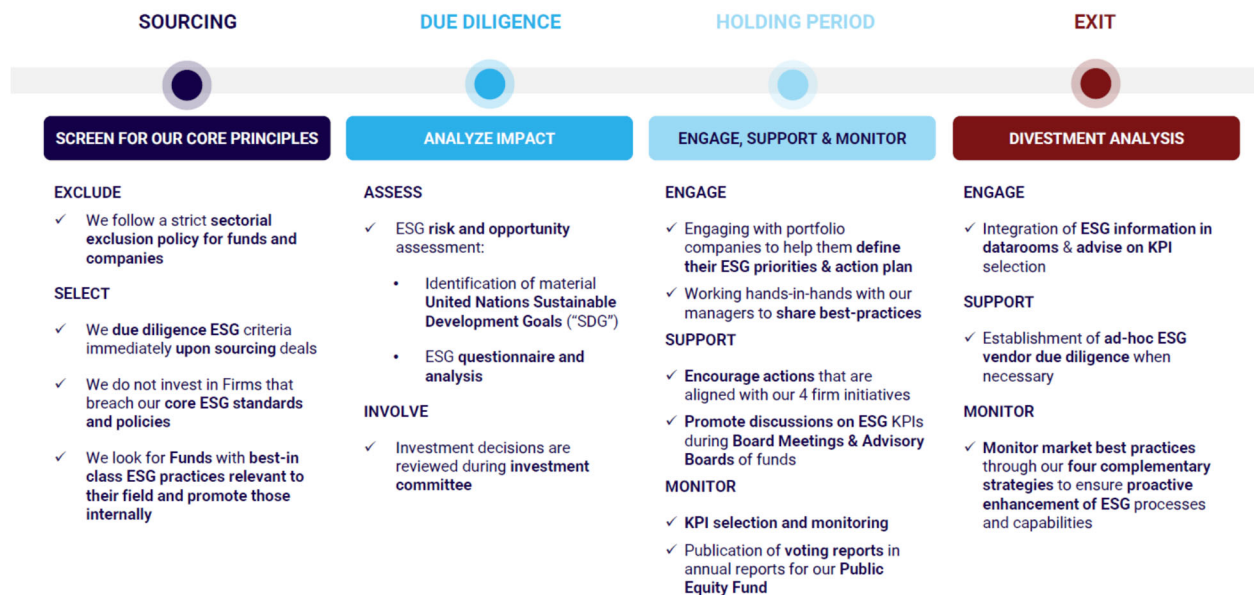 SOURCING
DUE DILIGENCE
HOLDING PERIOD
EXIT
SCREEN FOR OUR CORE PRINCIPLES
EXCLUDE
✓ We follow a strict sectorial
exclusion policy for funds and
companies
SELECT
✓ We due diligence ESG criteria
immediately upon sourcing deals
✓ We do not invest in Firms that
breach our core ESG standards
and policies
✓ We look for Funds with best-in
class ESG practices relevant to
their field and promote those
internally
ANALYZE IMPACT
ASSESS
✓ ESG risk and opportunity
assessment:
• Identification of material
United Nations Sustainable
Development Goals (“SDG”)
• ESG questionnaire and
analysis
INVOLVE
✓ Investment decisions are
reviewed during investment
committee
ENGAGE, SUPPORT & MONITOR
ENGAGE
✓ Engaging with portfolio
companies to help them define
their ESG priorities & action plan
✓ Working hands-in-hands with our
managers to share best-practices
SUPPORT
✓ Encourage actions that are
aligned with our 4 firm initiatives
✓ Promote discussions on ESG KPIs
during Board Meetings & Advisory
Boards of funds
MONITOR
✓ KPI selection and monitoring
✓ Publication of voting reports in
annual reports for our Public
Equity Fund
DIVESTMENT ANALYSIS
ENGAGE
✓ Integration of ESG information in
datarooms & advise on KPI
selection
SUPPORT
✓ Establishment of ad-hoc ESG
vendor due diligence when
necessary
MONITOR
✓ Monitor market best practices
through our four complementary
strategies to ensure proactive
enhancement of ESG processes
and capabilities